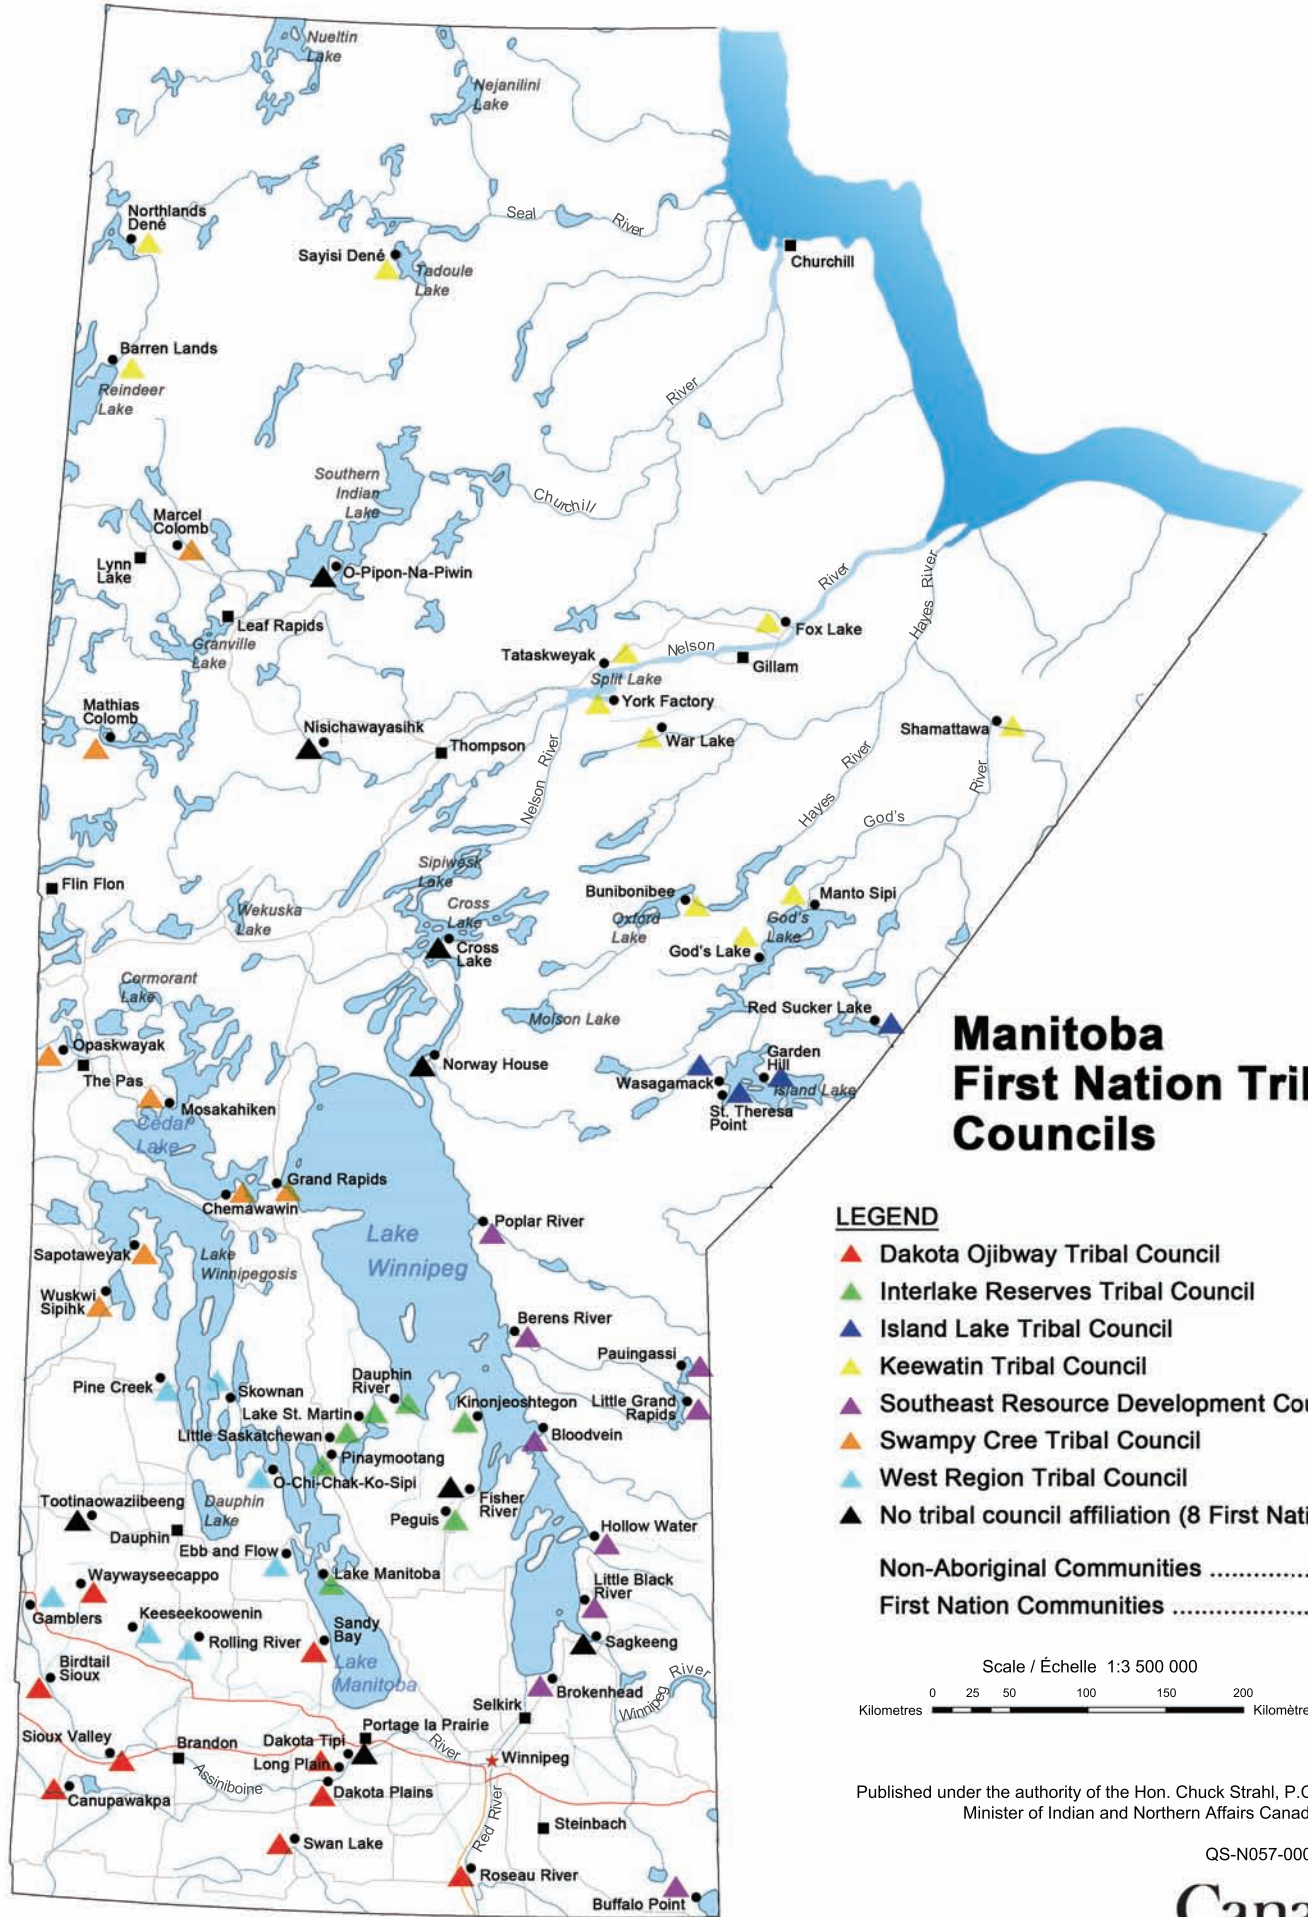 Nueltin
Lake
Nejanilini
Lake
Northlands
Dené
Seal
River
Sayisi Dené
Tadoule
Lake
Churchill
Barren Lands
Reindeer
Lake
River
Southern
Indian
Lake
Churchill
Marcel
Colomb
Lynn
Lake
O-Pipon-Na-Piwin
Leaf Rapids
Granville
Lake
River
Hayes River
Fox Lake
Tataskweyak
Nelson
Gillam
Split Lake
York Factory
Mathias
Colomb
Nisichawayasihk
Thompson
War Lake
Shamattawa
Nelson River
Hayes River
God's
River
Flin Flon
Sipiwesk
Lake
Wekuska
Lake
Cross
Lake
Cross
Lake
Bunibonibee
Oxford
Lake
Manto Sipi
God's
Lake
God's Lake
Cormorant
Lake
Molson Lake
Red Sucker Lake
Opaskwayak
The Pas
Norway House
Garden
Hill
Wasagamack
Island Lake
St. Theresa
Point
Mosakahiken
Cedar
Lake
Manitoba
First Nation Tri
Councils
Grand Rapids
Chemawawin
Lake
Winnipeg
Poplar River
Sapotaweyak
Lake
Winnipegosis
Wuskwi
Sipihk
Berens River
Pauingassi
Pine Creek
Skownan
Dauphin
River
Lake St. Martin
Kinonjeoshtegon
Little Grand
Rapids
Little Saskatchewan
Bloodvein
Pinaymootang
O-Chi-Chak-Ko-Sipi
Tootinaowaziibeeng
Dauphin
Lake
Dauphin
Fisher
River
Peguis
Hollow Water
Ebb and Flow
Waywayseecappo
Lake Manitoba
Little Black
River
Gamblers
Keeseekoowenin
Rolling River
Sandy
Bay
Sagkeeng
Birdtail
Sioux
Lake
Manitoba
Brokenhead
Winnipeg River
Selkirk
Sioux Valley
Brandon
Portage la Prairie
Dakota Tipi
Long Plain
River
Winnipeg
Assiniboine
Canupawakpa
Dakota Plains
Red River
Steinbach
Swan Lake
Roseau River
Buffalo Point
LEGEND
Dakota Ojibway Tribal Council
Interlake Reserves Tribal Council
Island Lake Tribal Council
Keewatin Tribal Council
Southeast Resource Development Cou
Swampy Cree Tribal Council
West Region Tribal Council
No tribal council affiliation (8 First Nati
Non-Aboriginal Communities ............
First Nation Communities ................
Scale / Échelle 1:3 500 000
0 25 50 100 150 200
Kilometres
Kilomètre
Published under the authority of the Hon. Chuck Strahl, P.C
Minister of Indian and Northern Affairs Canad
QS-N057-000
Cana